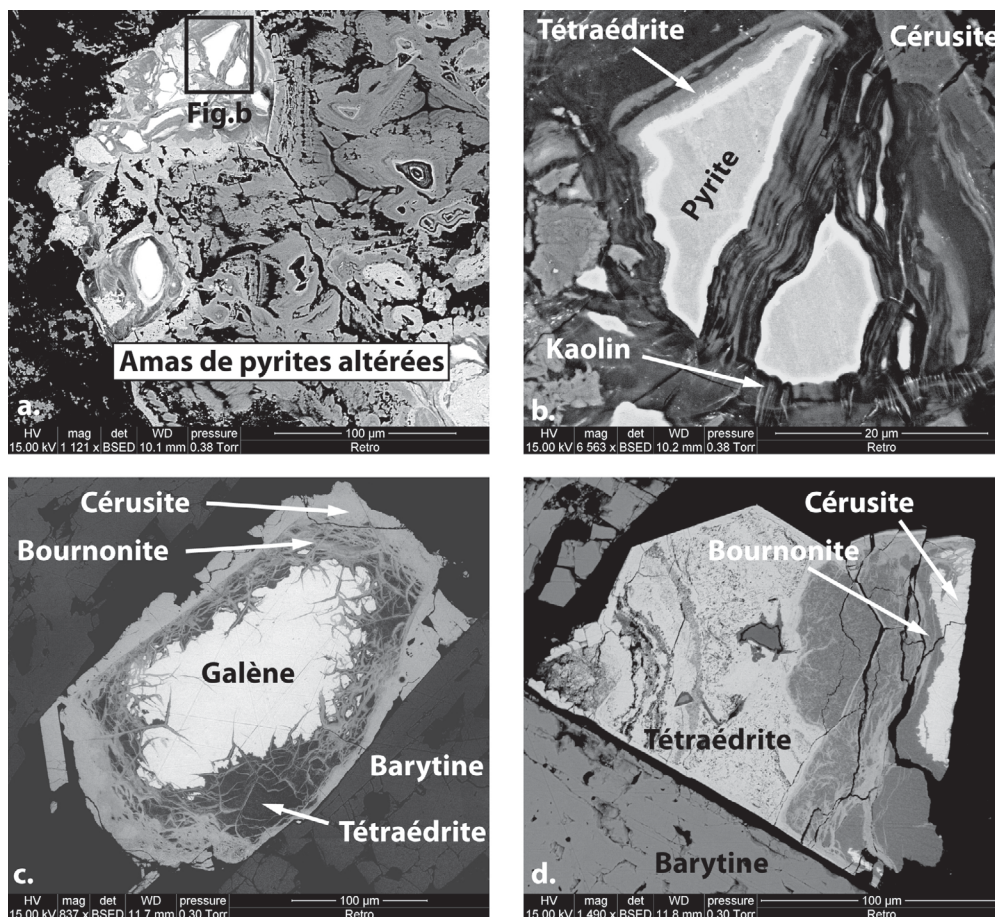 Fig.b
Amas de pyrites altérées
a.
HV mag det WD pressure 100 µm
15.00 kV 1 121 x BSED 10.1 mm 0.38 Torr Retro
Tétraédrite
Cérusite
Pyrite
Kaolin
b.
HV mag det WD pressure 20 µm
15.00 kV 6 563 x BSED 10.2 mm 0.38 Torr Retro
Cérusite
Bournonite
Galène
Barytine
Tétraédrite
c.
HV mag det WD pressure 100 µm
15.00 kV 837 x BSED 11.7 mm 0.30 Torr Retro
Cérusite
Bournonite
Tétraédrite
Barytine
d.
HV mag det WD pressure 100 µm
15.00 kV 1 490 x BSED 11.8 mm 0.30 Torr Retro